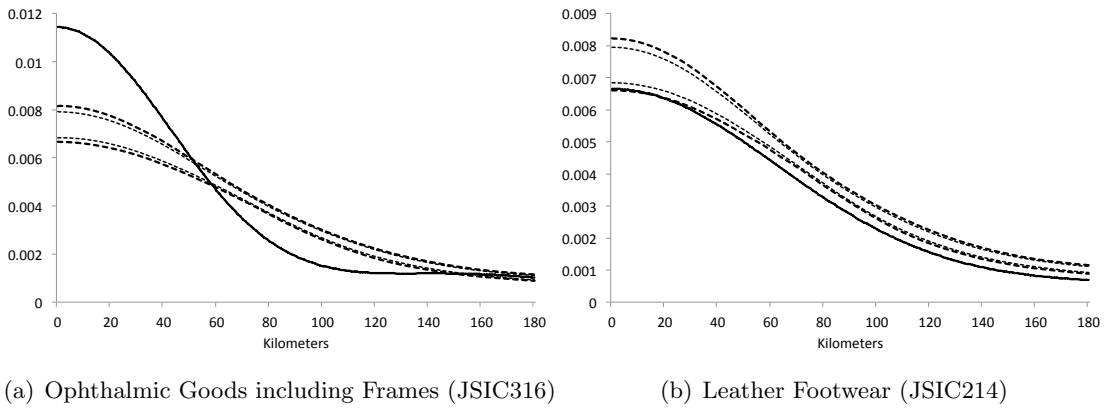 0.012
0.01
0.008
0.006
0.004
0.002
0
0 20 40 60 80 100 120 140 160 180
Kilometers
(a) Ophthalmic Goods including Frames (JSIC316)
0.009
0.008
0.007
0.006
0.005
0.004
0.003
0.002
0.001
0
0 20 40 60 80 100 120 140 160 180
Kilometers
(b) Leather Footwear (JSIC214)